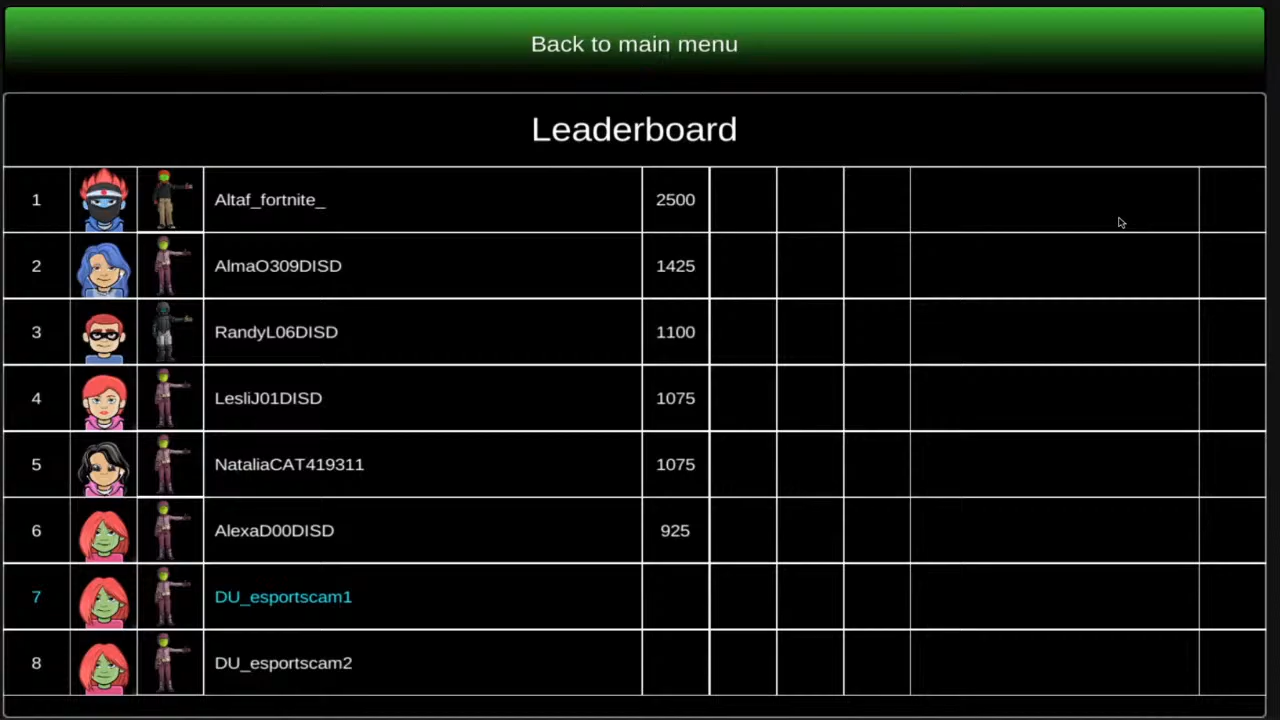 Back to main menu
Leaderboard
1 Altaf_fortnite_ 2500
2 AlmaO309DISD 1425
3 RandyL06DISD 1100
4 LesliJ01DISD 1075
5 NataliaCAT419311 1075
6 AlexaD00DISD 925
7 DU_esportscam1
8 DU_esportscam2